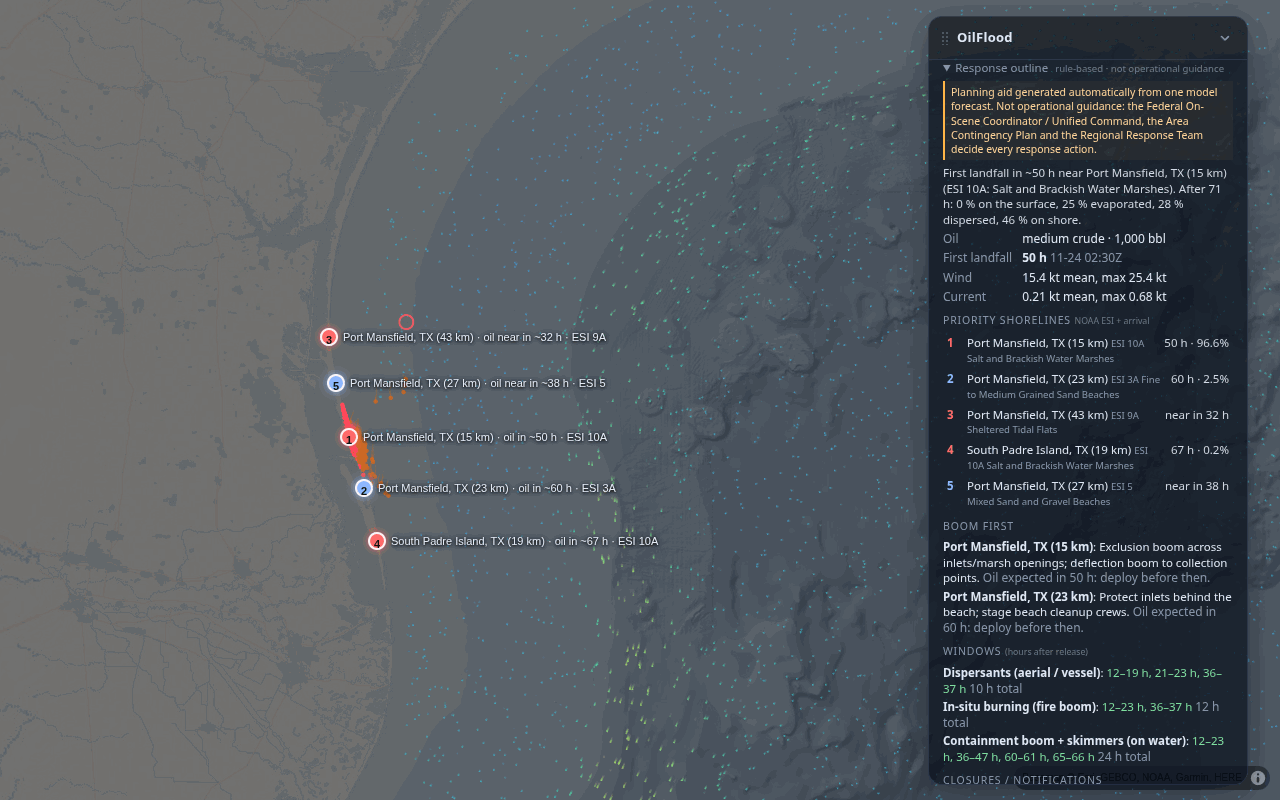 OilFlood
Response outline rule-based · not operational guidance
Planning aid generated automatically from one model
forecast. Not operational guidance: the Federal On-
Scene Coordinator / Unified Command, the Area
Contingency Plan and the Regional Response Team
decide every response action.
First landfall in ~50 h near Port Mansfield, TX (15 km)
(ESI 10A: Salt and Brackish Water Marshes). After 71
h: 0 % on the surface, 25 % evaporated, 28 %
dispersed, 46 % on shore.
Oil medium crude · 1,000 bbl
First landfall 50 h 11-24 02:30Z
Wind 15.4 kt mean, max 25.4 kt
Current 0.21 kt mean, max 0.68 kt
PRIORITY SHORELINES NOAA ESI + arrival
1 Port Mansfield, TX (15 km) ESI 10A 50 h · 96.6%
Salt and Brackish Water Marshes
2 Port Mansfield, TX (23 km) ESI 3A Fine 60 h · 2.5%
to Medium Grained Sand Beaches
3 Port Mansfield, TX (43 km) ESI 9A near in 32 h
Sheltered Tidal Flats
4 South Padre Island, TX (19 km) ESI 67 h · 0.2%
10A Salt and Brackish Water Marshes
5 Port Mansfield, TX (27 km) ESI 5 near in 38 h
Mixed Sand and Gravel Beaches
BOOM FIRST
Port Mansfield, TX (15 km): Exclusion boom across
inlets/marsh openings; deflection boom to collection
points. Oil expected in 50 h: deploy before then.
Port Mansfield, TX (23 km): Protect inlets behind the
beach; stage beach cleanup crews. Oil expected in
60 h: deploy before then.
WINDOWS (hours after release)
Dispersants (aerial / vessel): 12–19 h, 21–23 h, 36–
37 h 10 h total
In-situ burning (fire boom): 12–23 h, 36–37 h 12 h
total
Containment boom + skimmers (on water): 12–23
h, 36–47 h, 60–61 h, 65–66 h 24 h total
CLOSURES / NOTIFICATIONS
GEBCO, NOAA, Garmin, HERE
3 Port Mansfield, TX (43 km) · oil near in ~32 h · ESI 9A
5 Port Mansfield, TX (27 km) · oil near in ~38 h · ESI 5
1 Port Mansfield, TX (15 km) · oil in ~50 h · ESI 10A
2 Port Mansfield, TX (23 km) · oil in ~60 h · ESI 3A
4 South Padre Island, TX (19 km) · oil in ~67 h · ESI 10A